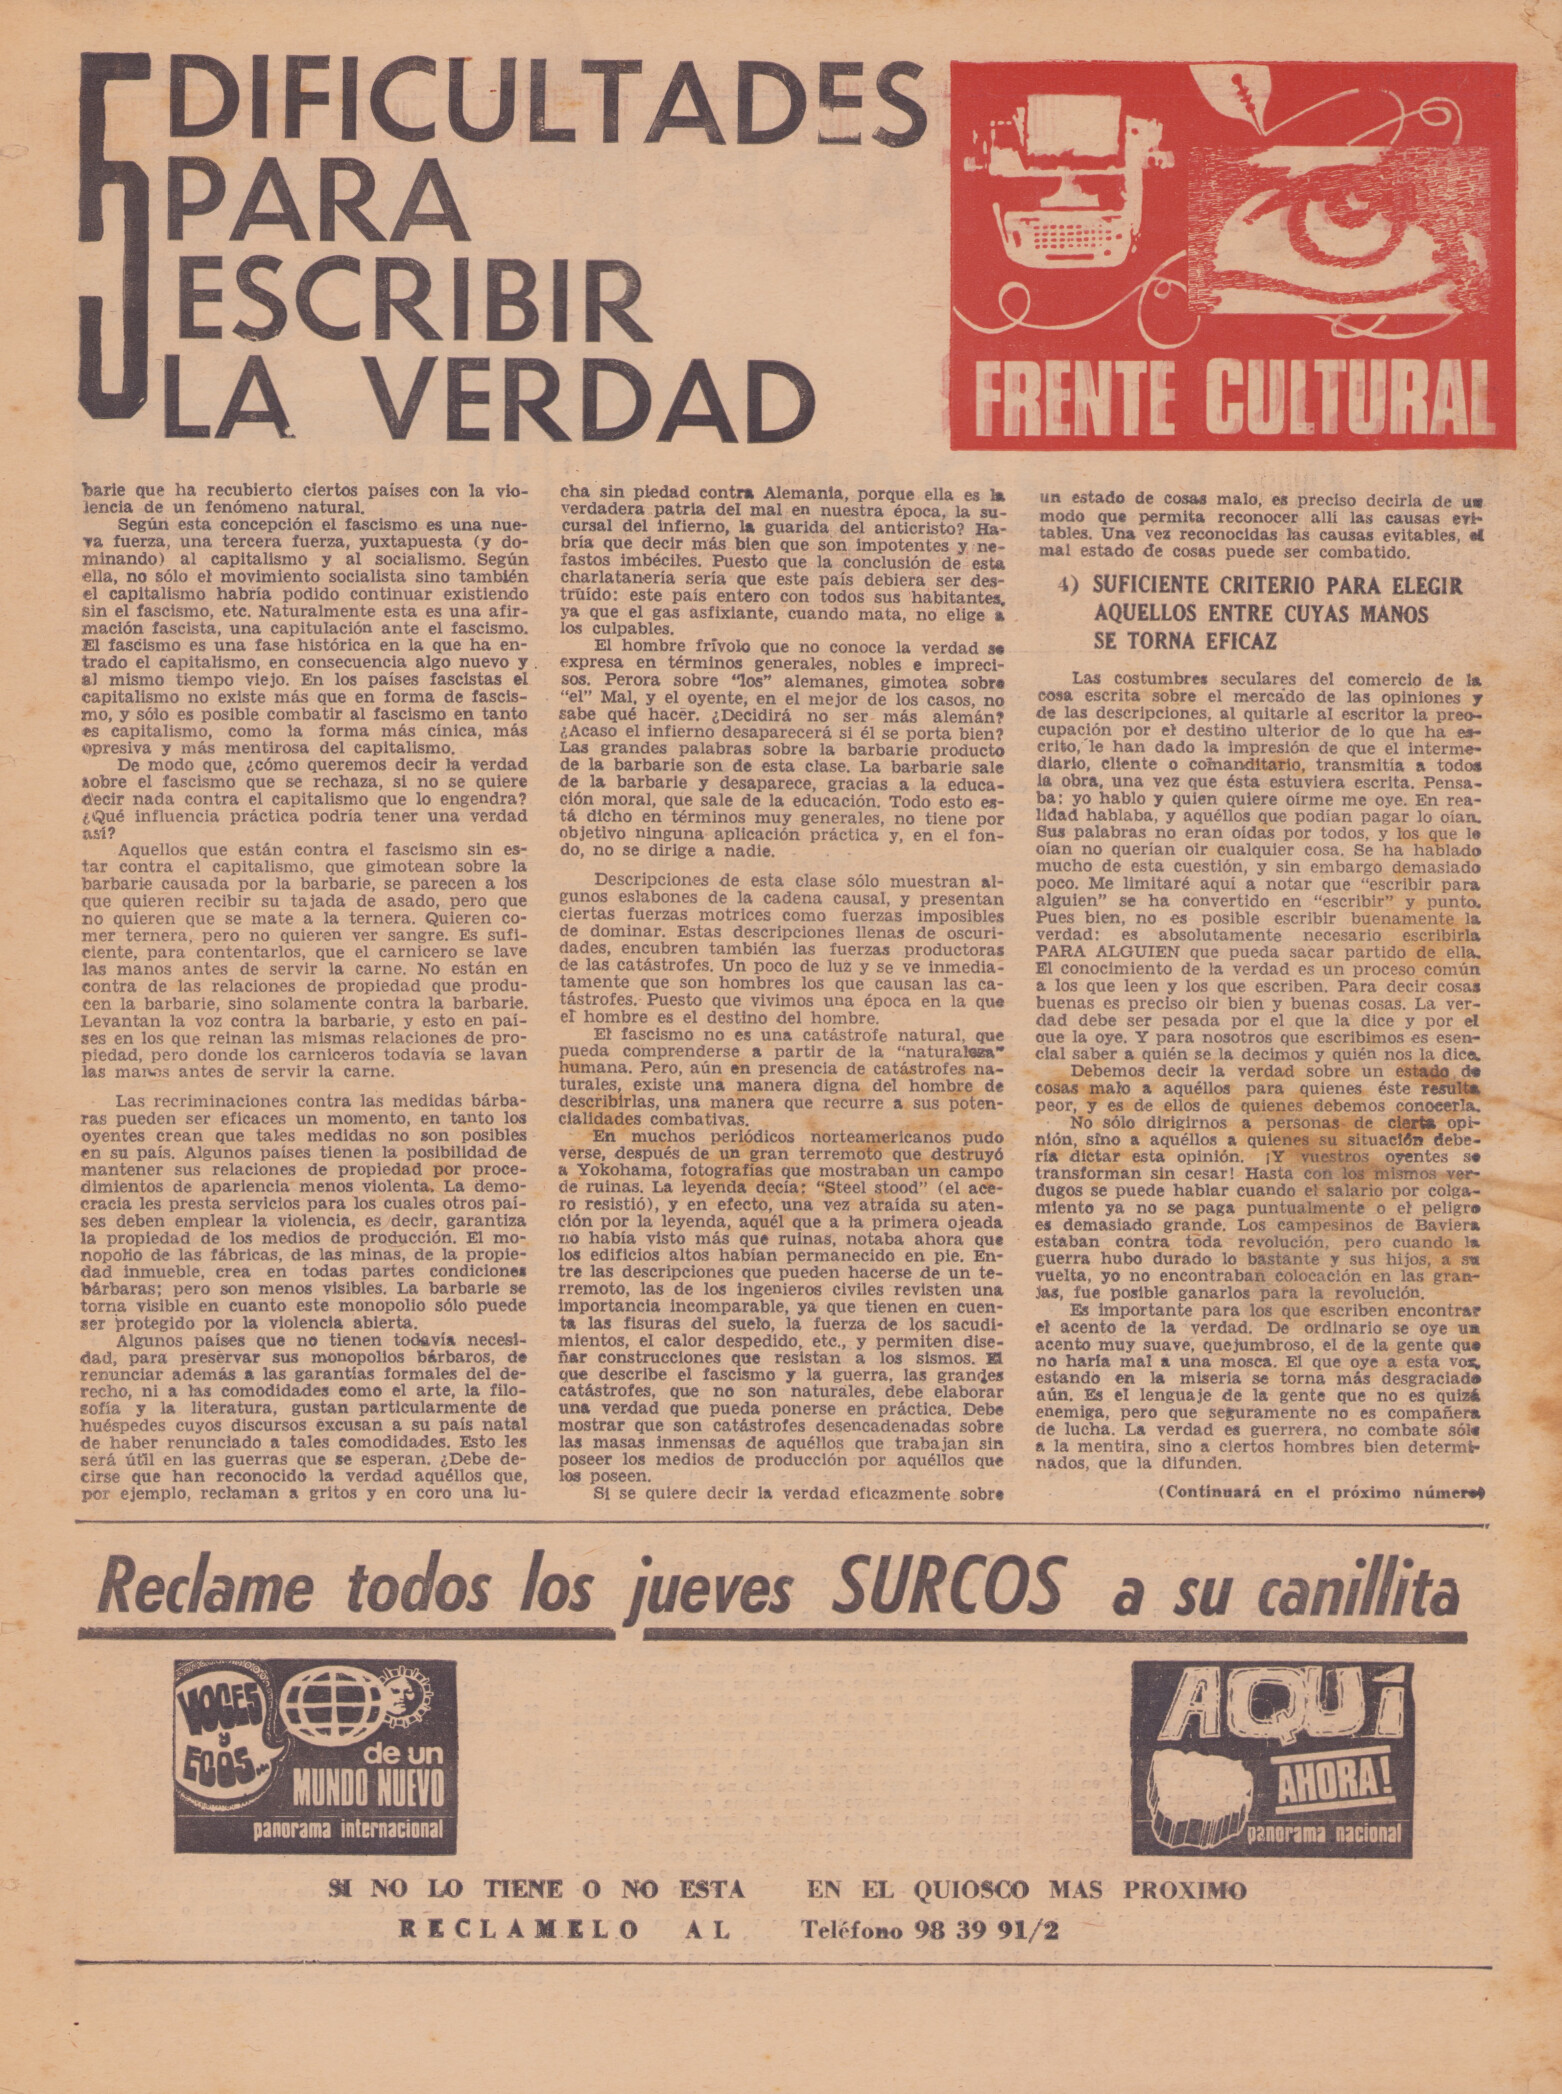 5 DIFICULTADES
PARA
ESCRIBIR
LA VERDAD
FRENTE CULTURAL
barie que ha recubierto ciertos países con la vio-
lencia de un fenómeno natural.
Según esta concepción el fascismo es una nue-
va fuerza, una tercera fuerza, yuxtapuesta (y do-
minando) al capitalismo y al socialismo. Según
ella, no sólo el movimiento socialista sino también
el capitalismo habría podido continuar existiendo
sin el fascismo, etc. Naturalmente esta es una afir-
mación fascista, una capitulación ante el fascismo.
El fascismo es una fase histórica en la que ha en-
trado el capitalismo, en consecuencia algo nuevo y
al mismo tiempo viejo. En los países fascistas el
capitalismo no existe más que en forma de fascis-
mo, y sólo es posible combatir al fascismo en tanto
es capitalismo, como la forma más cínica, más
opresiva y más mentirosa del capitalismo.
De modo que, ¿cómo queremos decir la verdad
sobre el fascismo que se rechaza, si no se quiere
decir nada contra el capitalismo que lo engendra?
¿Qué influencia práctica podría tener una verdad
así?
Aquellos que están contra el fascismo sin es-
tar contra el capitalismo, que gimotean sobre la
barbarie causada por la barbarie, se parecen a los
que quieren recibir su tajada de asado, pero que
no quieren que se mate a la ternera. Quieren co-
mer ternera, pero no quieren ver sangre. Es sufi-
ciente, para contentarlos, que el carnicero se lave
las manos antes de servir la carne. No están en
contra de las relaciones de propiedad que produ-
cen la barbarie, sino solamente contra la barbarie.
Levantan la voz contra la barbarie, y esto en paí-
ses en los que reinan las mismas relaciones de pro-
piedad, pero donde los carniceros todavía se lavan
las manos antes de servir la carne.
Las recriminaciones contra las medidas bárba-
ras pueden ser eficaces un momento, en tanto los
oyentes crean que tales medidas no son posibles
en su país. Algunos países tienen la posibilidad de
mantener sus relaciones de propiedad por proce-
dimientos de apariencia menos violenta. La demo-
cracia les presta servicios para los cuales otros paí-
ses deben emplear la violencia, es decir, garantiza
la propiedad de los medios de producción. El mo-
nopolio de las fábricas, de las minas, de la propie-
dad inmueble, crea en todas partes condiciones
bárbaras; pero son menos visibles. La barbarie se
torna visible en cuanto este monopolio sólo puede
ser protegido por la violencia abierta.
Algunos países que no tienen todavía necesi-
dad, para preservar sus monopolios bárbaros, de
renunciar además a las garantías formales del de-
recho, ni a las comodidades como el arte, la filo-
sofía y la literatura, gustan particularmente de
huéspedes cuyos discursos excusan a su país natal
de haber renunciado a tales comodidades. Esto les
será útil en las guerras que se esperan. ¿Debe de-
cirse que han reconocido la verdad aquéllos que,
por ejemplo, reclaman a gritos y en coro una lu-
cha sin piedad contra Alemania, porque ella es la
verdadera patria del mal en nuestra época, la su-
cursal del infierno, la guarida del anticristo? Ha-
bría que decir más bien que son impotentes y ne-
fastos imbéciles. Puesto que la conclusión de esta
charlatanería sería que este país debiera ser des-
truido: este país entero con todos sus habitantes,
ya que el gas asfixiante, cuando mata, no elige a
los culpables.
El hombre frívolo que no conoce la verdad se
expresa en términos generales, nobles e impreci-
sos. Perora sobre "los" alemanes, gimotea sobre
"el" Mal, y el oyente, en el mejor de los casos, no
sabe qué hacer. ¿Decidirá no ser más alemán?
¿Acaso el infierno desaparecerá si él se porta bien?
Las grandes palabras sobre la barbarie producto
de la barbarie son de esta clase. La barbarie sale
de la barbarie y desaparece, gracias a la educa-
ción moral, que sale de la educación. Todo esto es-
tá dicho en términos muy generales, no tiene por
objetivo ninguna aplicación práctica y, en el fon-
do, no se dirige a nadie.
Descripciones de esta clase sólo muestran al-
gunos eslabones de la cadena causal, y presentan
ciertas fuerzas motrices como fuerzas imposibles
de dominar. Estas descripciones llenas de oscuri-
dades, encubren también las fuerzas productoras
de las catástrofes. Un poco de luz y se ve inmedia-
tamente que son hombres los que causan las ca-
tástrofes. Puesto que vivimos una época en la que
el hombre es el destino del hombre.
El fascismo no es una catástrofe natural, que
pueda comprenderse a partir de la "naturaleza"
humana. Pero, aún en presencia de catástrofes na-
turales, existe una manera digna del hombre de
describirlas, una manera que recurre a sus poten-
cialidades combativas.
En muchos periódicos norteamericanos pudo
verse, después de un gran terremoto que destruyó
a Yokohama, fotografías que mostraban un campo
de ruinas. La leyenda decía: "Steel stood" (el ace-
ro resistió), y en efecto, una vez atraída su aten-
ción por la leyenda, aquél que a la primera ojeada
no había visto más que ruinas, notaba ahora que
los edificios altos habían permanecido en pie. En-
tre las descripciones que pueden hacerse de un te-
rremoto, las de los ingenieros civiles revisten una
importancia incomparable, ya que tienen en cuen-
ta las fisuras del suelo, la fuerza de los sacudi-
mientos, el calor despedido, etc., y permiten dise-
ñar construcciones que resistan a los sismos. El
que describe el fascismo y la guerra, las grandes
catástrofes, que no son naturales, debe elaborar
una verdad que pueda ponerse en práctica. Debe
mostrar que son catástrofes desencadenadas sobre
las masas inmensas de aquéllos que trabajan sin
poseer los medios de producción por aquéllos que
los poseen.
Si se quiere decir la verdad eficazmente sobre
un estado de cosas malo, es preciso decirla de un
modo que permita reconocer allí las causas evi-
tables. Una vez reconocidas las causas evitables, el
mal estado de cosas puede ser combatido.
4) SUFICIENTE CRITERIO PARA ELEGIR
AQUELLOS ENTRE CUYAS MANOS
SE TORNA EFICAZ
Las costumbres seculares del comercio de la
cosa escrita sobre el mercado de las opiniones y
de las descripciones, al quitarle al escritor la preo-
cupación por el destino ulterior de lo que ha es-
crito, le han dado la impresión de que el interme-
diario, cliente o comanditario, transmitía a todos
la obra, una vez que ésta estuviera escrita. Pensa-
ba: yo hablo y quien quiere oírme me oye. En rea-
lidad hablaba, y aquéllos que podían pagar lo oían.
Sus palabras no eran oídas por todos, y los que le
oían no querían oir cualquier cosa. Se ha hablado
mucho de esta cuestión, y sin embargo demasiado
poco. Me limitaré aquí a notar que "escribir para
alguien" se ha convertido en "escribir" y punto.
Pues bien, no es posible escribir buenamente la
verdad: es absolutamente necesario escribirla
PARA ALGUIEN que pueda sacar partido de ella.
El conocimiento de la verdad es un proceso común
a los que leen y los que escriben. Para decir cosas
buenas es preciso oir bien y buenas cosas. La ver-
dad debe ser pesada por el que la dice y por el
que la oye. Y para nosotros que escribimos es esen-
cial saber a quién se la decimos y quién nos la dice.
Debemos decir la verdad sobre un estado de
cosas malo a aquéllos para quienes éste resulta
peor, y es de ellos de quienes debemos conocerla.
No sólo dirigirnos a personas de cierta opi-
nión, sino a aquéllos a quienes su situación debe-
ría dictar esta opinión. ¡Y vuestros oyentes se
transforman sin cesar! Hasta con los mismos ver-
dugos se puede hablar cuando el salario por colga-
miento ya no se paga puntualmente o el peligro
es demasiado grande. Los campesinos de Baviera
estaban contra toda revolución, pero cuando la
guerra hubo durado lo bastante y sus hijos, a su
vuelta, yo no encontraban colocación en las gran-
jas, fue posible ganarlos para la revolución.
Es importante para los que escriben encontrar
el acento de la verdad. De ordinario se oye un
acento muy suave, quejumbroso, el de la gente que
no haría mal a una mosca. El que oye a esta voz,
estando en la miseria se torna más desgraciado
aún. Es el lenguaje de la gente que no es quizá
enemiga, pero que seguramente no es compañera
de lucha. La verdad es guerrera, no combate sólo
a la mentira, sino a ciertos hombres bien determi-
nados, que la difunden.
(Continuará en el próximo número)
Reclame todos los jueves SURCOS a su canillita
VOCES
y
ECOS...
de un
MUNDO NUEVO
panorama internacional
AQUÍ
AHORA!
panorama nacional
SI NO LO TIENE O NO ESTA EN EL QUIOSCO MAS PROXIMO
RECLAMELO AL Teléfono 98 39 91/2